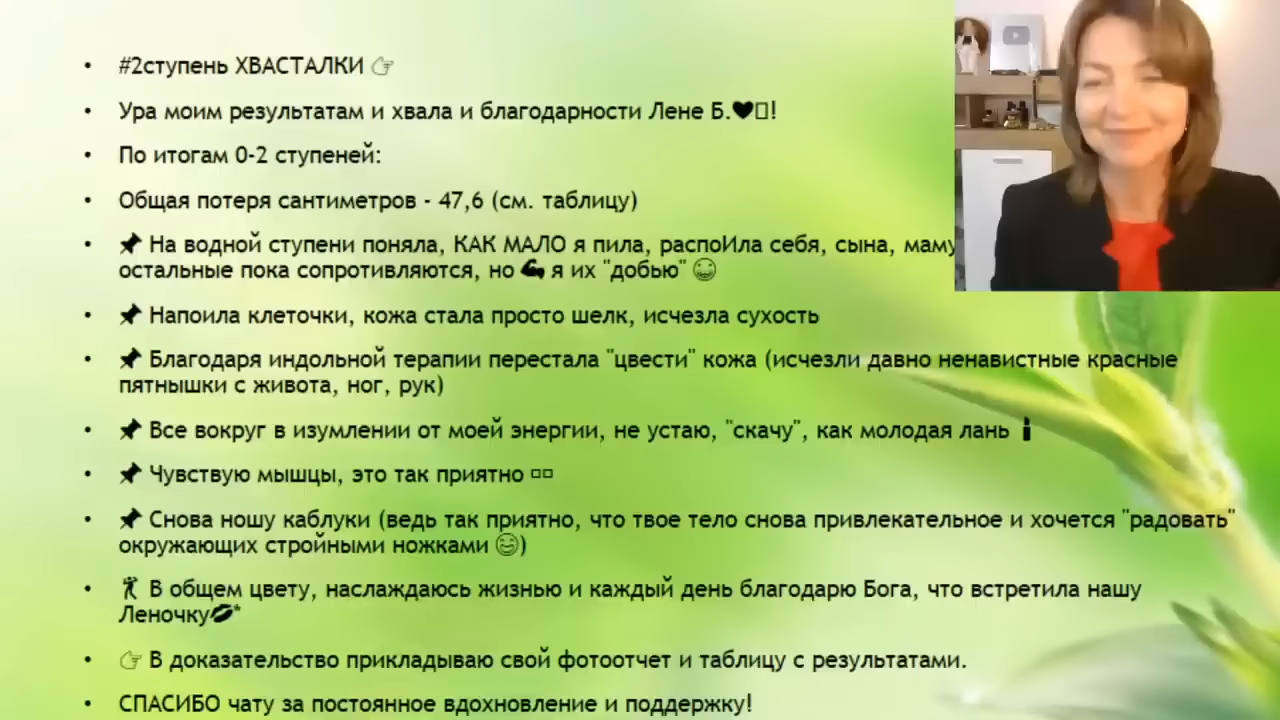 • #2ступень ХВАСТАЛКИ 👉
• Ура моим результатам и хвала и благодарности Лене Б.❤▯!
• По итогам 0-2 ступеней:
• Общая потеря сантиметров - 47,6 (см. таблицу)
• 📌 На водной ступени поняла, КАК МАЛО я пила, распоИла себя, сына, маму
остальные пока сопротивляются, но 💪 я их "добью" 😀
• 📌 Напоила клеточки, кожа стала просто шелк, исчезла сухость
• 📌 Благодаря индольной терапии перестала "цвести" кожа (исчезли давно ненавистные красные
пятнышки с живота, ног, рук)
• 📌 Все вокруг в изумлении от моей энергии, не устаю, "скачу", как молодая лань
• 📌 Чувствую мышцы, это так приятно ▯▯
• 📌 Снова ношу каблуки (ведь так приятно, что твое тело снова привлекательное и хочется "радовать"
окружающих стройными ножками 😊)
• В общем цвету, наслаждаюсь жизнью и каждый день благодарю Бога, что встретила нашу
Леночку💋*
• 👉 В доказательство прикладываю свой фотоотчет и таблицу с результатами.
• СПАСИБО чату за постоянное вдохновение и поддержку!